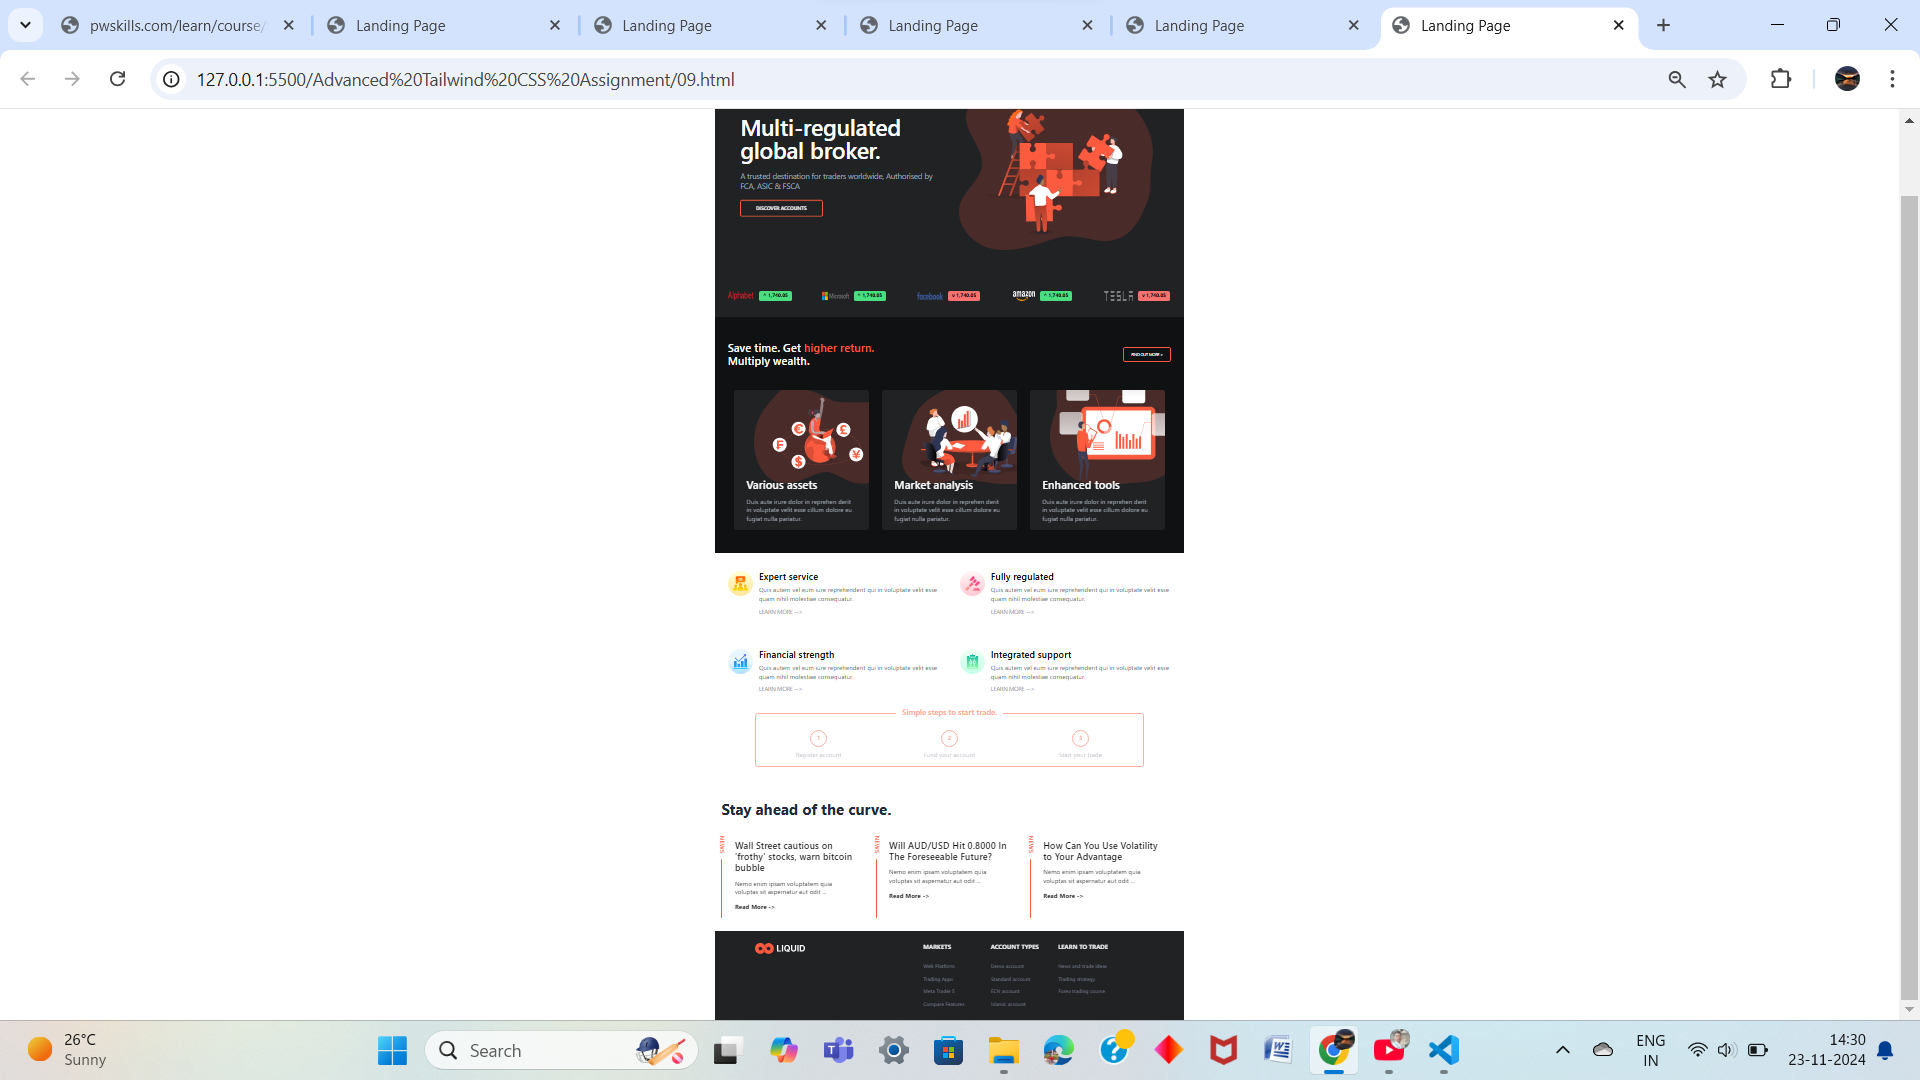 pwskills.com/learn/course/
Landing Page
Landing Page
Landing Page
Landing Page
Landing Page
127.0.0.1:5500/Advanced%20Tailwind%20CSS%20Assignment/09.html
Multi-regulated
global broker.
A trusted destination for traders worldwide, Authorised by
FCA, ASIC & FSCA
DISCOVER ACCOUNTS
Alphabet ^ 1,740.05 Microsoft ^ 1,740.05 facebook v 1,740.05 amazon ^ 1,740.05 TESLA v 1,740.05
Save time. Get higher return.
Multiply wealth.
FIND OUT MORE >
Various assets
Duis aute irure dolor in reprehen derit
in voluptate velit esse cillum dolore eu
fugiat nulla pariatur.
Market analysis
Duis aute irure dolor in reprehen derit
in voluptate velit esse cillum dolore eu
fugiat nulla pariatur.
Enhanced tools
Duis aute irure dolor in reprehen derit
in voluptate velit esse cillum dolore eu
fugiat nulla pariatur.
Expert service
Quis autem vel eum iure reprehenderit qui in voluptate velit esse
quam nihil molestiae consequatur.
LEARN MORE -->
Fully regulated
Quis autem vel eum iure reprehenderit qui in voluptate velit esse
quam nihil molestiae consequatur.
LEARN MORE -->
Financial strength
Quis autem vel eum iure reprehenderit qui in voluptate velit esse
quam nihil molestiae consequatur.
LEARN MORE -->
Integrated support
Quis autem vel eum iure reprehenderit qui in voluptate velit esse
quam nihil molestiae consequatur.
LEARN MORE -->
Simple steps to start trade.
1 2 3
Register account Fund your account Start your trade
Stay ahead of the curve.
NEWS
Wall Street cautious on
'frothy' stocks, warn bitcoin
bubble
Nemo enim ipsam voluptatem quia
voluptas sit aspernatur aut odit ...
Read More ->
NEWS
Will AUD/USD Hit 0.8000 In
The Foreseeable Future?
Nemo enim ipsam voluptatem quia
voluptas sit aspernatur aut odit ...
Read More ->
NEWS
How Can You Use Volatility
to Your Advantage
Nemo enim ipsam voluptatem quia
voluptas sit aspernatur aut odit ...
Read More ->
LIQUID
MARKETS
Web Platform
Trading Apps
Meta Trader 5
Compare Features
ACCOUNT TYPES
Demo account
Standard account
ECN account
Islamic account
LEARN TO TRADE
News and trade ideas
Trading strategy
Forex trading course
26°C
Sunny
Search
ENG
IN
14:30
23-11-2024